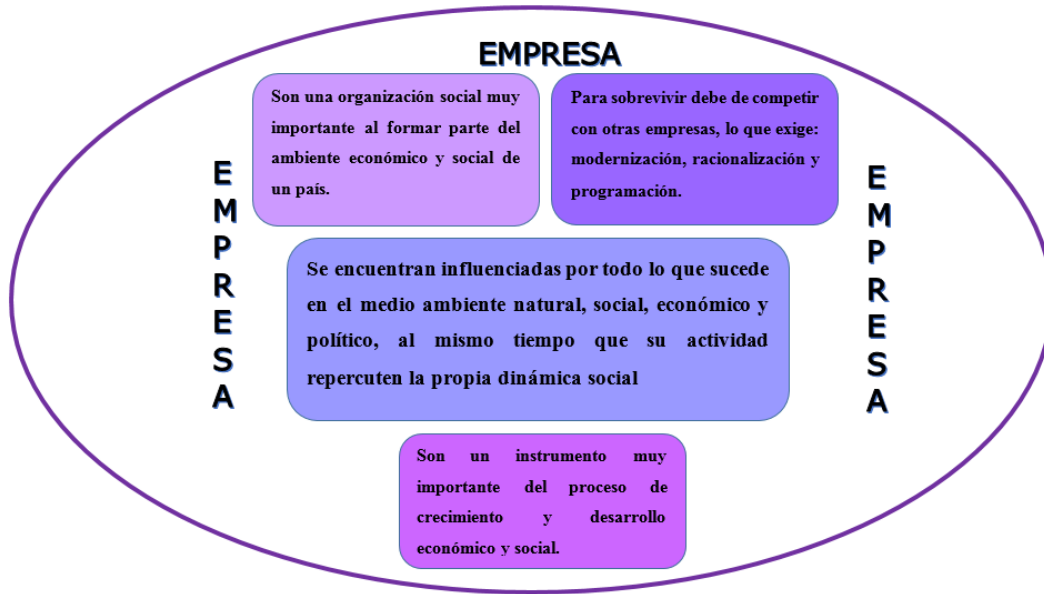 EMPRESA
Son una organización social muy
importante al formar parte del
ambiente económico y social de
un país.
Para sobrevivir debe de competir
con otras empresas, lo que exige:
modernización, racionalización y
programación.
EMPRESA
EMPRESA
Se encuentran influenciadas por todo lo que sucede
en el medio ambiente natural, social, económico y
político, al mismo tiempo que su actividad
repercuten la propia dinámica social
Son un instrumento muy
importante del proceso de
crecimiento y desarrollo
económico y social.